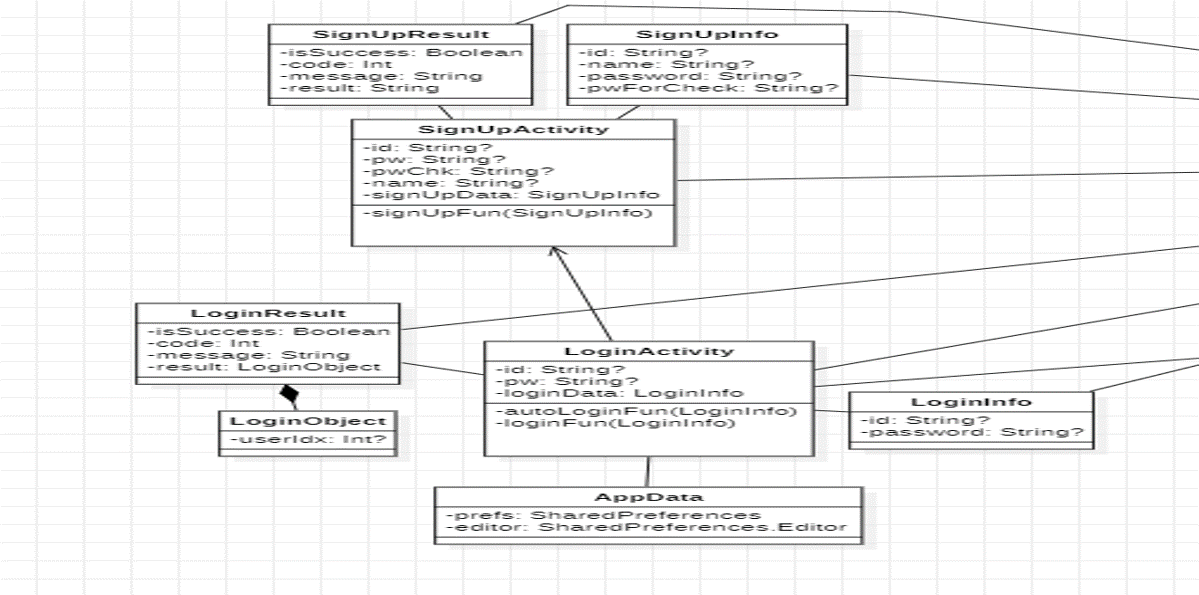 SignUpResult
-isSuccess: Boolean
-code: Int
-message: String
-result: String
SignUpInfo
-id: String?
-name: String?
-password: String?
-pwForCheck: String?
SignUpActivity
-id: String?
-pw: String?
-pwChk: String?
-name: String?
-signUpData: SignUpInfo
-signUpFun(SignUpInfo)
LoginResult
-isSuccess: Boolean
-code: Int
-message: String
-result: LoginObject
LoginObject
-userIdx: Int?
LoginActivity
-id: String?
-pw: String?
-loginData: LoginInfo
-autoLoginFun(LoginInfo)
-loginFun(LoginInfo)
LoginInfo
-id: String?
-password: String?
AppData
-prefs: SharedPreferences
-editor: SharedPreferences.Editor